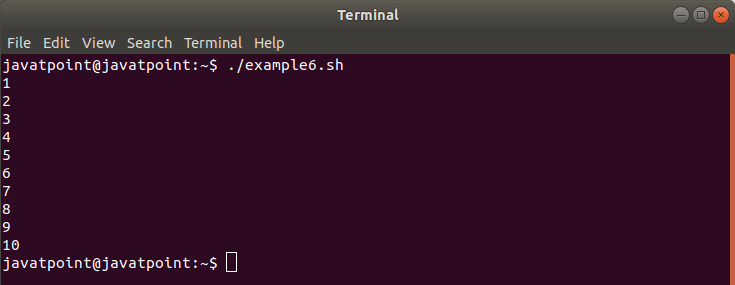 Terminal
File Edit View Search Terminal Help
javatpoint@javatpoint:~$ ./example6.sh
1
2
3
4
5
6
7
8
9
10
javatpoint@javatpoint:~$